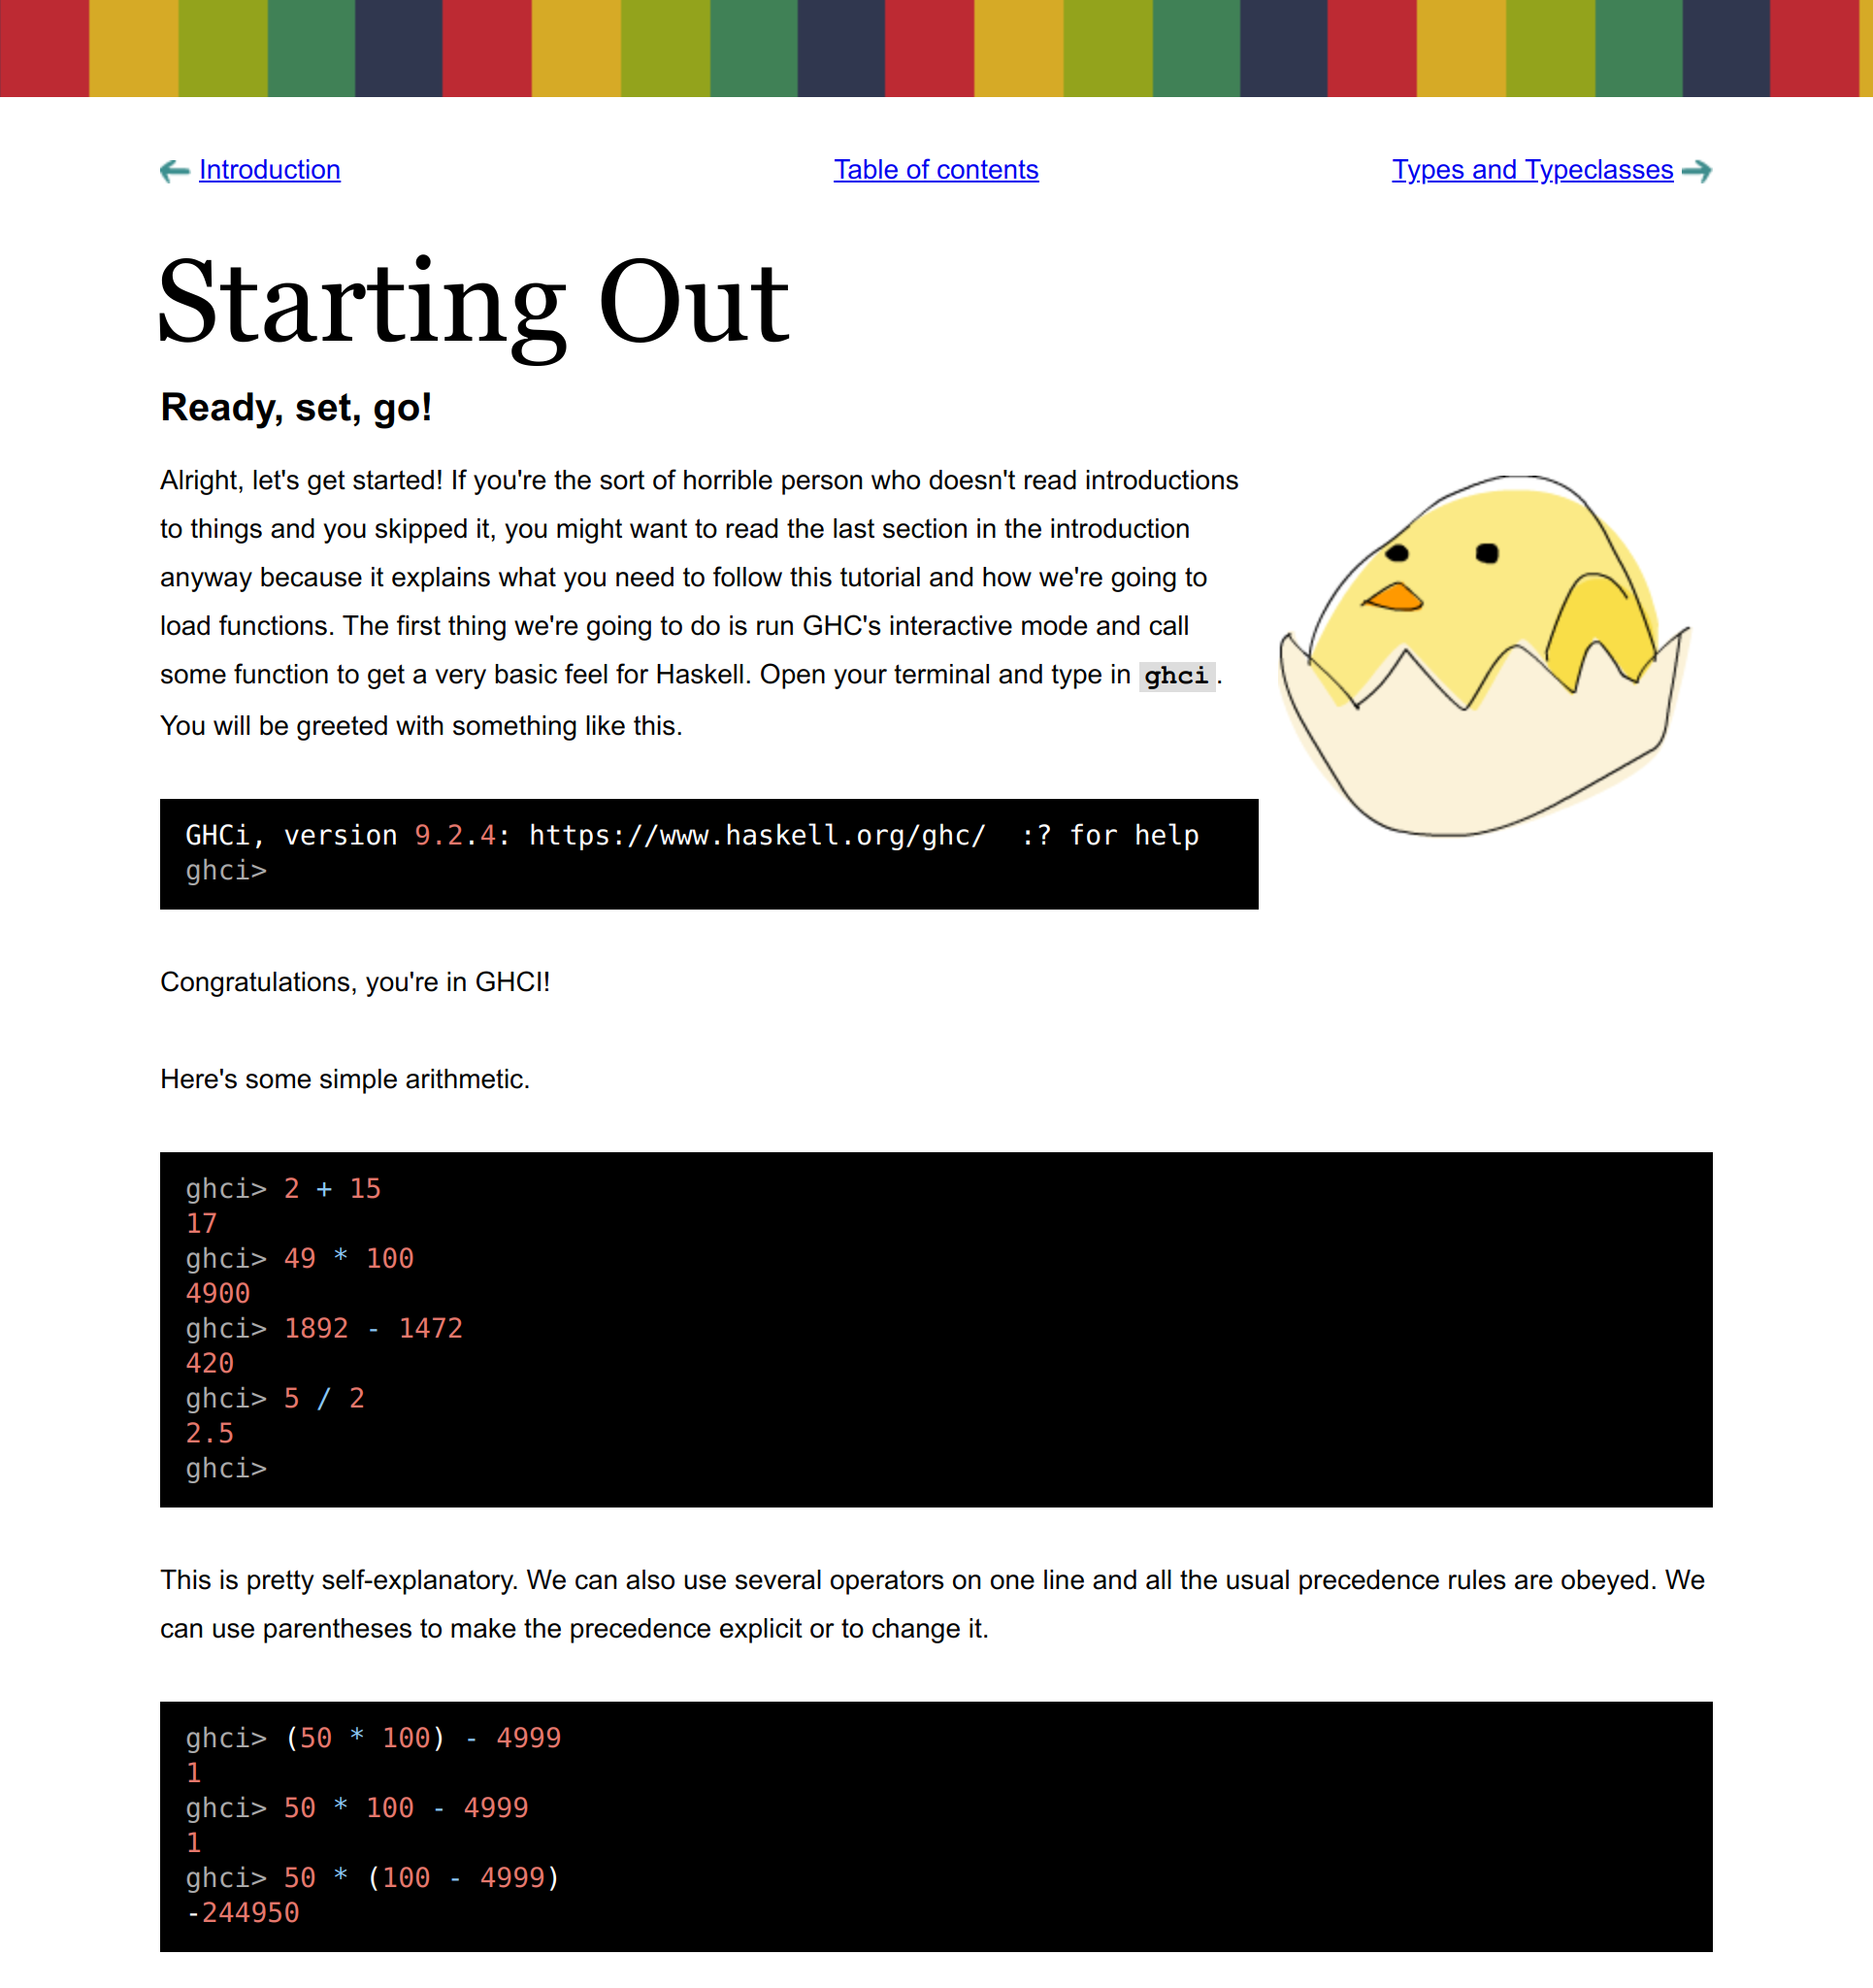 Introduction
Table of contents
Types and Typeclasses
Starting Out
Ready, set, go!
Alright, let's get started! If you're the sort of horrible person who doesn't read introductions
to things and you skipped it, you might want to read the last section in the introduction
anyway because it explains what you need to follow this tutorial and how we're going to
load functions. The first thing we're going to do is run GHC's interactive mode and call
some function to get a very basic feel for Haskell. Open your terminal and type in ghci.
You will be greeted with something like this.
GHCi, version 9.2.4: https://www.haskell.org/ghc/  :? for help
ghci>
Congratulations, you're in GHCI!
Here's some simple arithmetic.
ghci> 2 + 15
17
ghci> 49 * 100
4900
ghci> 1892 - 1472
420
ghci> 5 / 2
2.5
ghci>
This is pretty self-explanatory. We can also use several operators on one line and all the usual precedence rules are obeyed. We
can use parentheses to make the precedence explicit or to change it.
ghci> (50 * 100) - 4999
1
ghci> 50 * 100 - 4999
1
ghci> 50 * (100 - 4999)
-244950